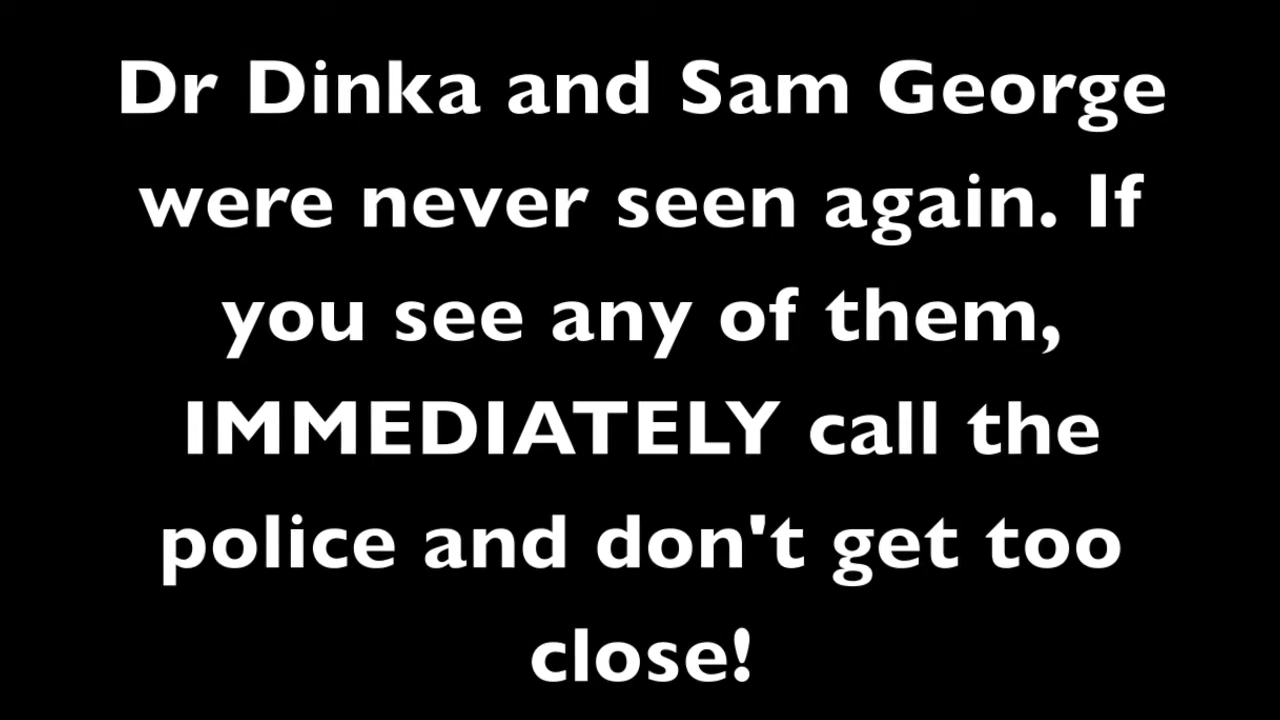 Dr Dinka and Sam George
were never seen again. If
you see any of them,
IMMEDIATELY call the
police and don't get too
close!